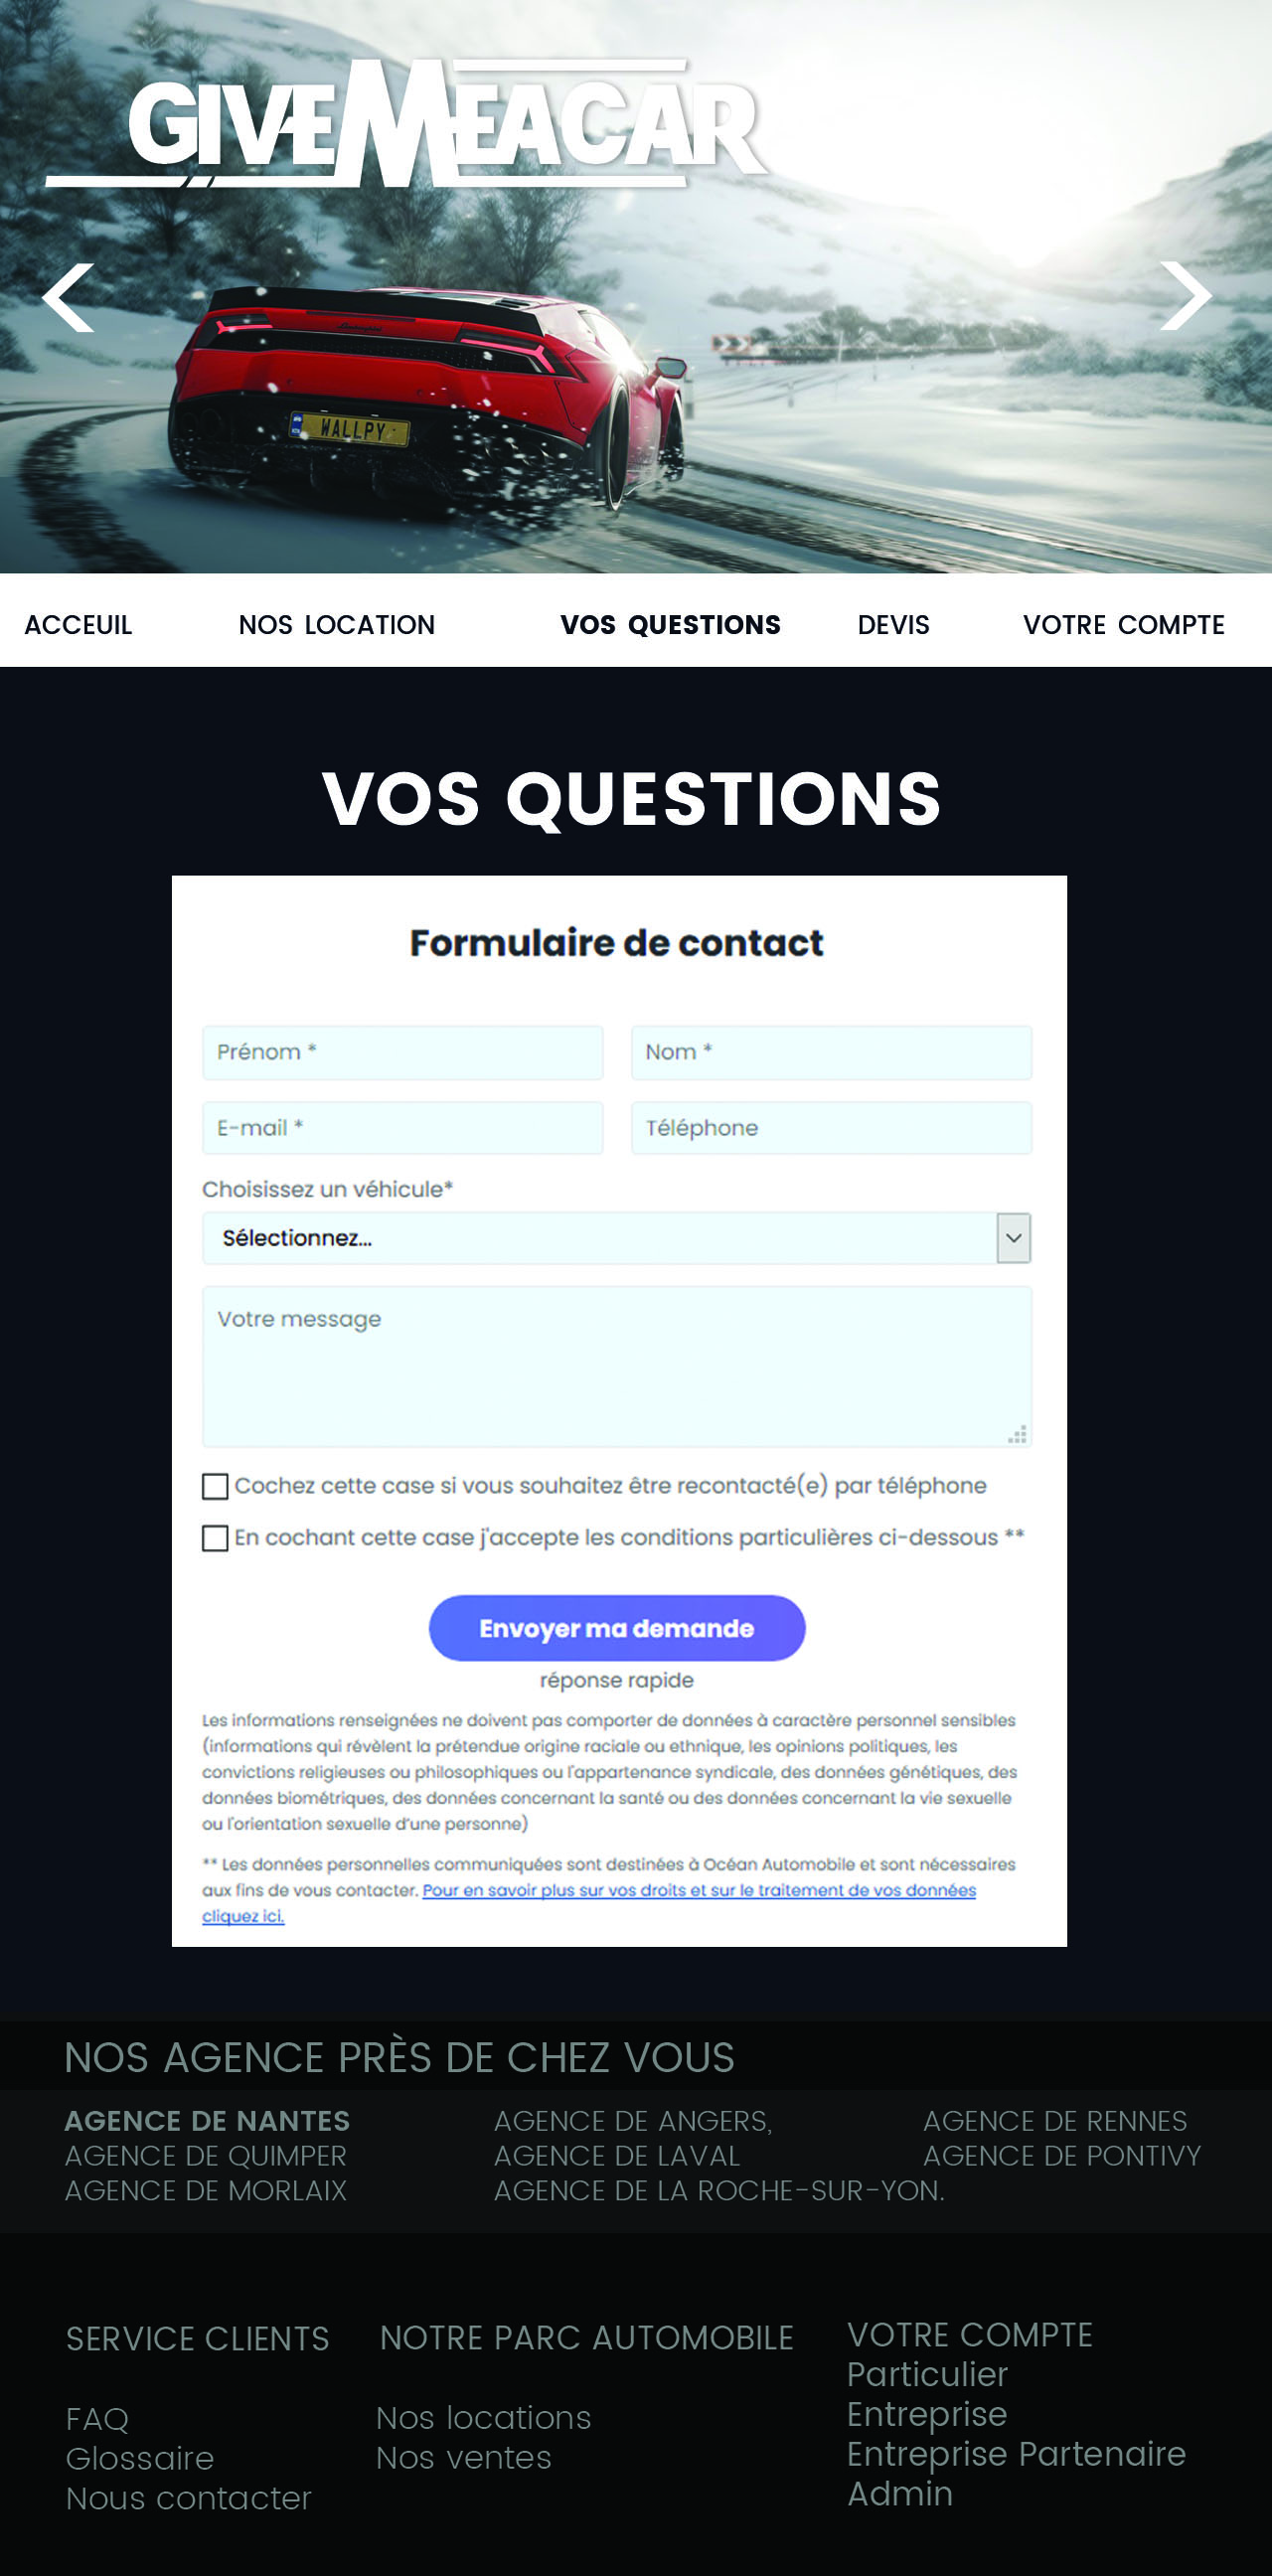 GIVEMEACAR
WALLPY
ACCEUIL NOS LOCATION VOS QUESTIONS DEVIS VOTRE COMPTE
VOS QUESTIONS
Formulaire de contact
Prénom * Nom *
E-mail * Téléphone
Choisissez un véhicule*
Sélectionnez...
Votre message
Cochez cette case si vous souhaitez être recontacté(e) par téléphone
En cochant cette case j'accepte les conditions particulières ci-dessous **
Envoyer ma demande
réponse rapide
Les informations renseignées ne doivent pas comporter de données à caractère personnel sensibles
(informations qui révèlent la prétendue origine raciale ou ethnique, les opinions politiques, les
convictions religieuses ou philosophiques ou l'appartenance syndicale, des données génétiques, des
données biométriques, des données concernant la santé ou des données concernant la vie sexuelle
ou l'orientation sexuelle d'une personne)
** Les données personnelles communiquées sont destinées à Océan Automobile et sont nécessaires
aux fins de vous contacter. Pour en savoir plus sur vos droits et sur le traitement de vos données
cliquez ici.
NOS AGENCE PRÈS DE CHEZ VOUS
AGENCE DE NANTES AGENCE DE ANGERS, AGENCE DE RENNES
AGENCE DE QUIMPER AGENCE DE LAVAL AGENCE DE PONTIVY
AGENCE DE MORLAIX AGENCE DE LA ROCHE-SUR-YON.
SERVICE CLIENTS
FAQ
Glossaire
Nous contacter
NOTRE PARC AUTOMOBILE
Nos locations
Nos ventes
VOTRE COMPTE
Particulier
Entreprise
Entreprise Partenaire
Admin